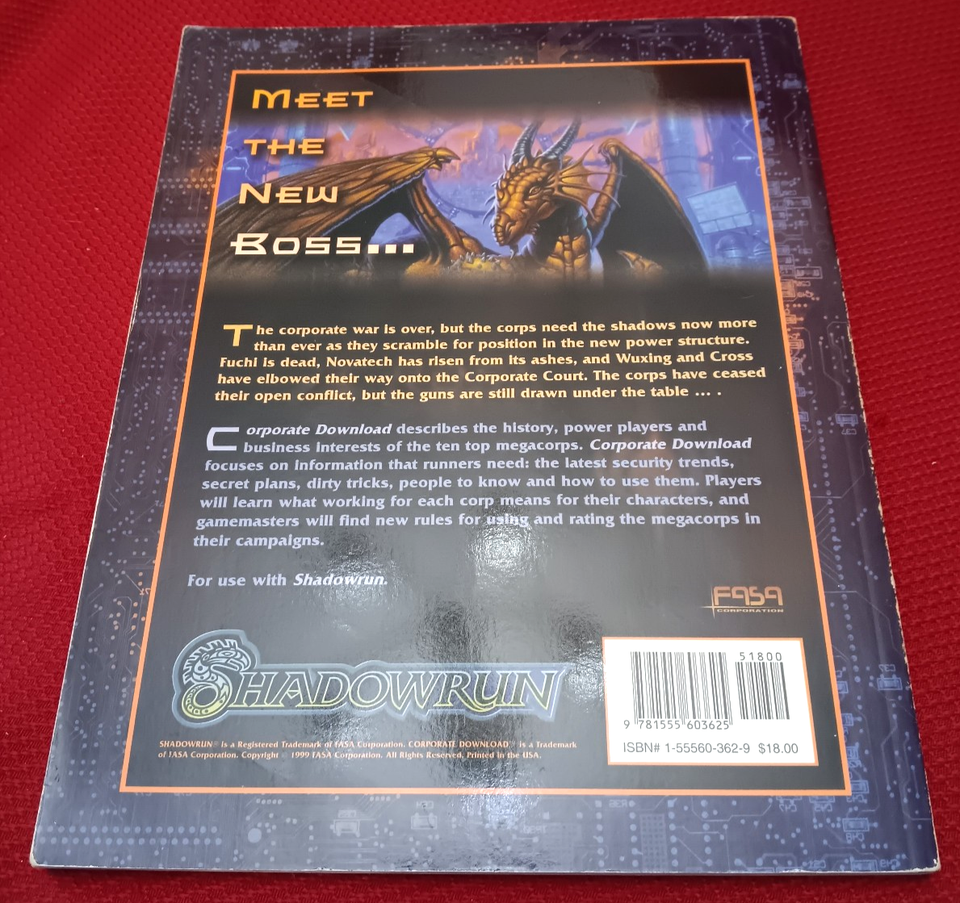 MEET
THE
NEW
BOSS...
The corporate war is over, but the corps need the shadows now more
than ever as they scramble for position in the new power structure.
Fuchi is dead, Novatech has risen from its ashes, and Wuxing and Cross
have elbowed their way onto the Corporate Court. The corps have ceased
their open conflict, but the guns are still drawn under the table ... .
Corporate Download describes the history, power players and
business interests of the ten top megacorps. Corporate Download
focuses on information that runners need: the latest security trends,
secret plans, dirty tricks, people to know and how to use them. Players
will learn what working for each corp means for their characters, and
gamemasters will find new rules for using and rating the megacorps in
their campaigns.
For use with Shadowrun.
FASA
CORPORATION
SHADOWRUN
51800
9 781555 603625
ISBN# 1-55560-362-9 $18.00
SHADOWRUN® is a Registered Trademark of FASA Corporation. CORPORATE DOWNLOAD™ is a Trademark
of FASA Corporation. Copyright © 1999 FASA Corporation. All Rights Reserved, Printed in the USA.